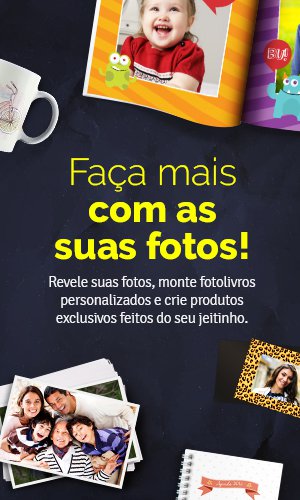 BU!
Faça mais
com as
suas fotos!
Revele suas fotos, monte fotolivros
personalizados e crie produtos
exclusivos feitos do seu jeitinho.